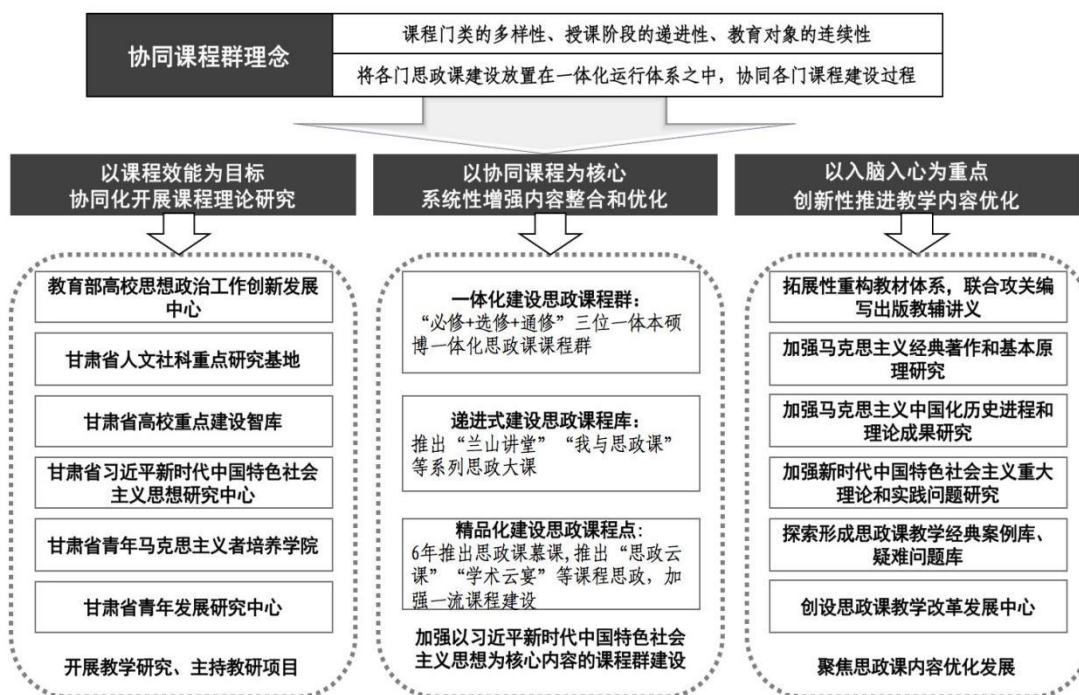 协同课程群理念
课程门类的多样性、授课阶段的递进性、教育对象的连续性
将各门思政课建设放置在一体化运行体系之中，协同各门课程建设过程
以课程效能为目标
协同化开展课程理论研究
教育部高校思想政治工作创新发展
中心
甘肃省人文社科重点研究基地
甘肃省高校重点建设智库
甘肃省习近平新时代中国特色社会
主义思想研究中心
甘肃省青年马克思主义者培养学院
甘肃省青年发展研究中心
开展教学研究、主持教研项目
以协同课程为核心
系统性增强内容整合和优化
一体化建设思政课程群：
“必修+选修+通修”三位一体本硕
博一体化思政课课程群
递进式建设思政课程库：
推出“兰山讲堂”“我与思政课”
等系列思政大课
精品化建设思政课程点：
6年推出思政课慕课,推出“思政云
课”“学术云宴”等课程思政，加
强一流课程建设
加强以习近平新时代中国特色社会
主义思想为核心内容的课程群建设
以入脑入心为重点
创新性推进教学内容优化
拓展性重构教材体系，联合攻关编
写出版教辅讲义
加强马克思主义经典著作和基本原
理研究
加强马克思主义中国化历史进程和
理论成果研究
加强新时代中国特色社会主义重大
理论和实践问题研究
探索形成思政课教学经典案例库、
疑难问题库
创设思政课教学改革发展中心
聚焦思政课内容优化发展